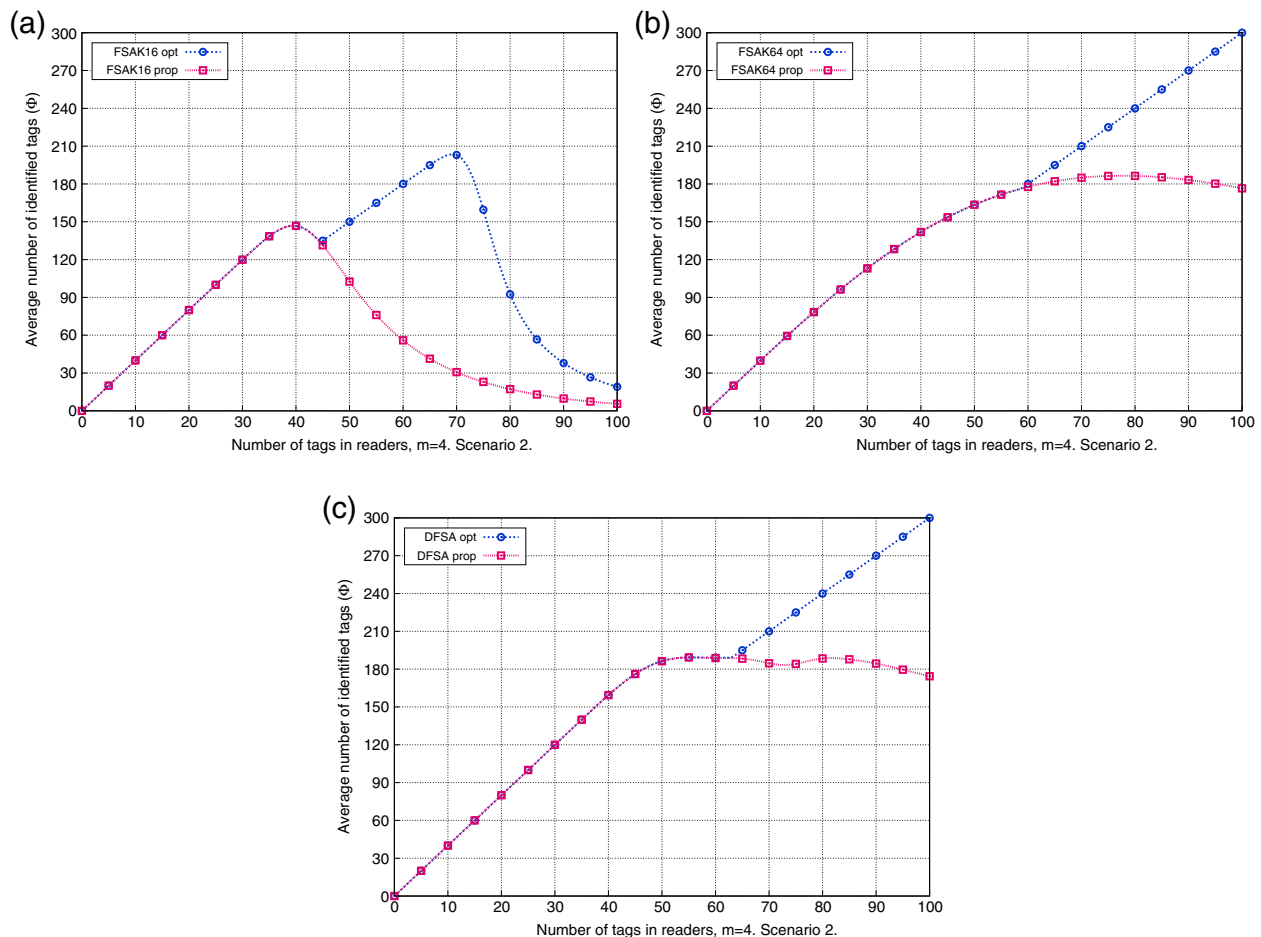 (a)
300
270
240
210
180
150
120
90
60
30
0
Average number of identified tags (Φ)
FSAK16 opt
FSAK16 prop
0 10 20 30 40 50 60 70 80 90 100
Number of tags in readers, m=4. Scenario 2.
(b)
300
270
240
210
180
150
120
90
60
30
0
Average number of identified tags (Φ)
FSAK64 opt
FSAK64 prop
0 10 20 30 40 50 60 70 80 90 100
Number of tags in readers, m=4. Scenario 2.
(c)
300
270
240
210
180
150
120
90
60
30
0
Average number of identified tags (Φ)
DFSA opt
DFSA prop
0 10 20 30 40 50 60 70 80 90 100
Number of tags in readers, m=4. Scenario 2.